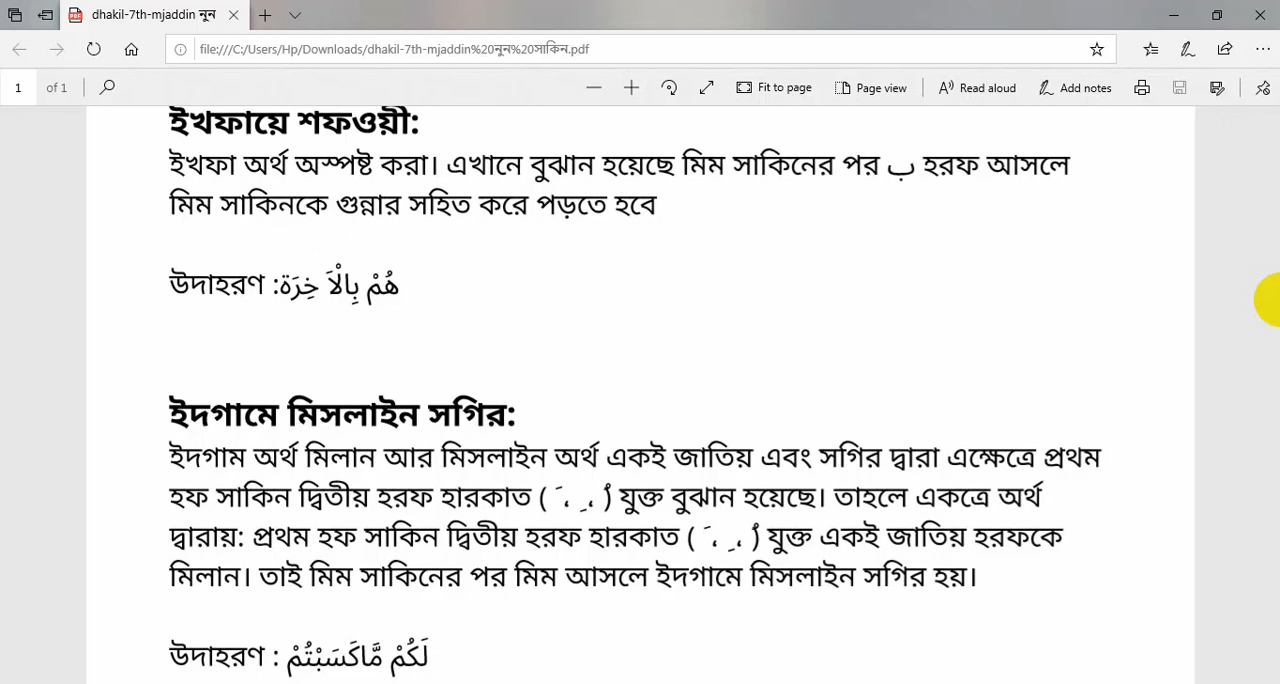 dhakil-7th-mjaddin নুন
file:///C:/Users/Hp/Downloads/dhakil-7th-mjaddin%20নুন%20সাকিন.pdf
1 of 1 Fit to page Page view Read aloud Add notes
ইখফায়ে শফওয়ী:
ইখফা অর্থ অস্পষ্ট করা। এখানে বুঝান হয়েছে মিম সাকিনের পর ب হরফ আসলে
মিম সাকিনকে গুন্নার সহিত করে পড়তে হবে
উদাহরণ :هُمْ بِالْاَ خِرَة
ইদগামে মিসলাইন সগির:
ইদগাম অর্থ মিলান আর মিসলাইন অর্থ একই জাতিয় এবং সগির দ্বারা এক্ষেত্রে প্রথম
হফ সাকিন দ্বিতীয় হরফ হারকাত ( َ ، ِ ، ُ ) যুক্ত বুঝান হয়েছে। তাহলে একত্রে অর্থ
দ্বারায়: প্রথম হফ সাকিন দ্বিতীয় হরফ হারকাত ( َ ، ِ ، ُ ) যুক্ত একই জাতিয় হরফকে
মিলান। তাই মিম সাকিনের পর মিম আসলে ইদগামে মিসলাইন সগির হয়।
উদাহরণ : لَكُمْ مَّاكَسَبْتُمْ